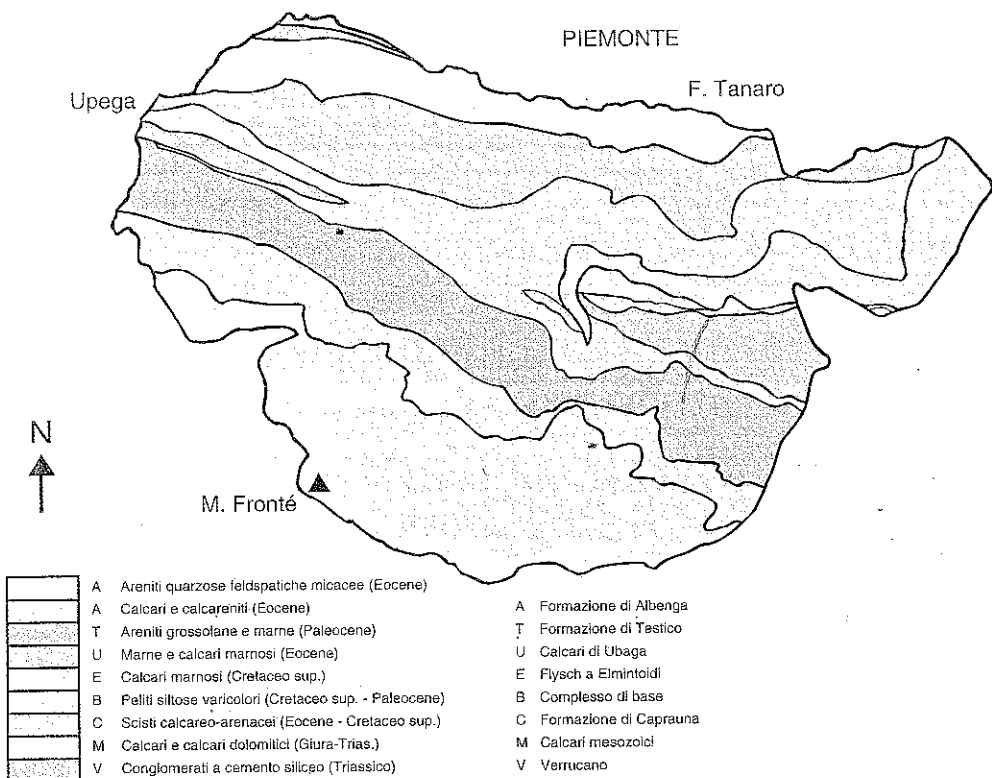 PIEMONTE
F. Tanaro
Upega
N
M. Fronté
A Areniti quarzose feldspatiche micacee (Eocene)
A Calcari e calcareniti (Eocene)
T Areniti grossolane e marne (Paleocene)
U Marne e calcari marnosi (Eocene)
E Calcari marnosi (Cretaceo sup.)
B Peliti siltose varicolori (Cretaceo sup. - Paleocene)
C Scisti calcareo-arenacei (Eocene - Cretaceo sup.)
M Calcari e calcari dolomitici (Giura-Trias.)
V Conglomerati a cemento siliceo (Triassico)
A Formazione di Albenga
T Formazione di Testico
U Calcari di Ubaga
E Flysch a Elmintoidi
B Complesso di base
C Formazione di Caprauna
M Calcari mesozoici
V Verrucano